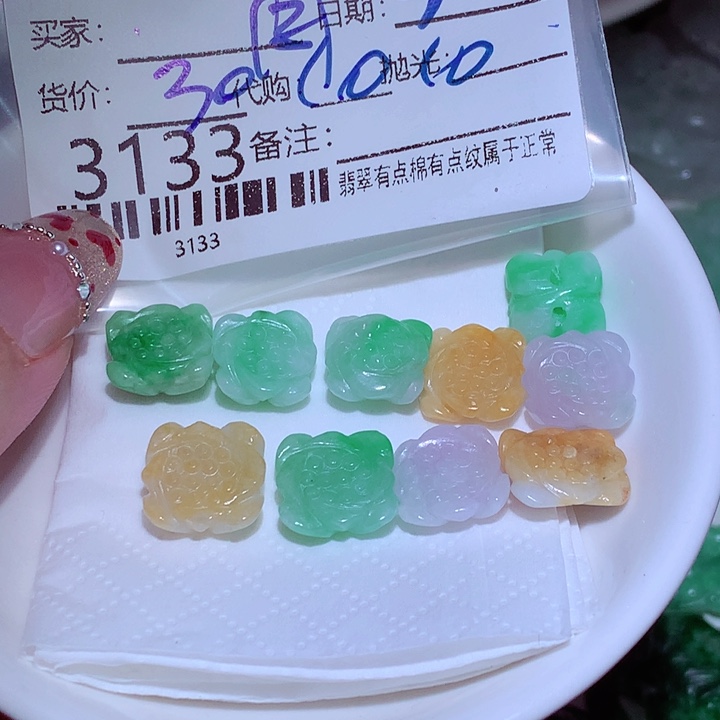 买家： 日期：
货价： 30 代购 抛光：
3133 备注：
翡翠有点棉有点纹属于正常
3133